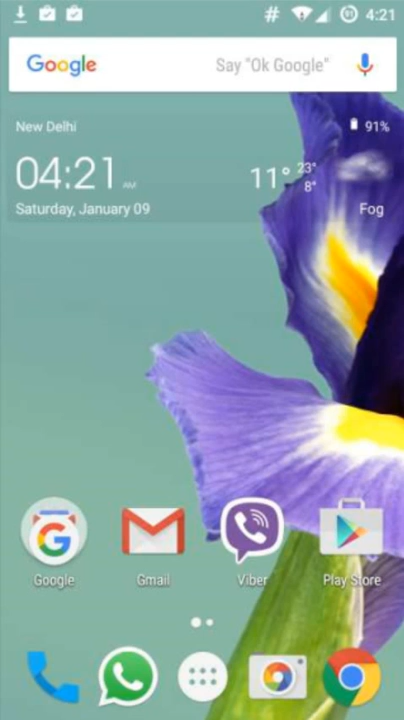 # 91 4:21
Google Say "Ok Google"
New Delhi 91%
04:21 AM 11° 23°
8°
Saturday, January 09 Fog
Google Gmail Viber Play Store